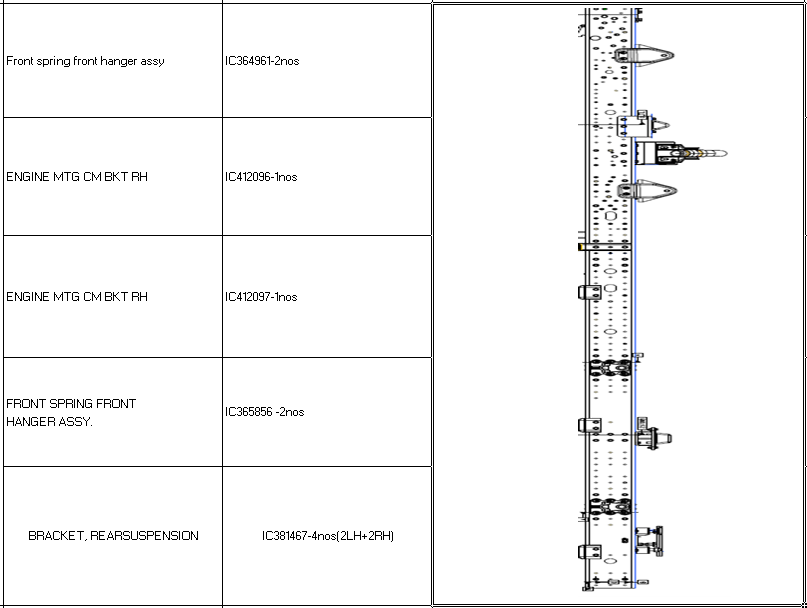 Front spring front hanger assy IC364961-2nos
ENGINE MTG CM BKT RH IC412096-1nos
ENGINE MTG CM BKT RH IC412097-1nos
FRONT SPRING FRONT
HANGER ASSY. IC365856 -2nos
BRACKET, REARSUSPENSION IC381467-4nos(2LH+2RH)